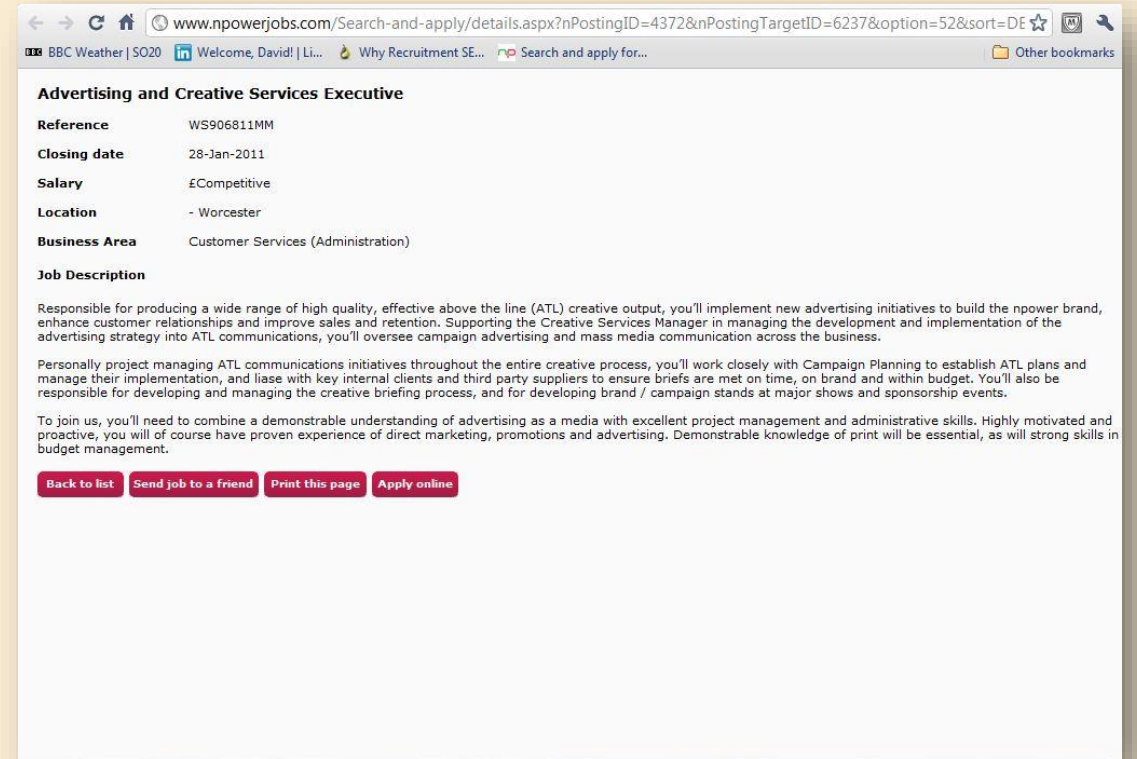 www.npowerjobs.com/Search-and-apply/details.aspx?nPostingID=4372&nPostingTargetID=6237&option=52&sort=DE
BBC BBC Weather | SO20 in Welcome, David! | Li... Why Recruitment SE... np Search and apply for... Other bookmarks
Advertising and Creative Services Executive
Reference WS906811MM
Closing date 28-Jan-2011
Salary £Competitive
Location - Worcester
Business Area Customer Services (Administration)
Job Description
Responsible for producing a wide range of high quality, effective above the line (ATL) creative output, you'll implement new advertising initiatives to build the npower brand,
enhance customer relationships and improve sales and retention. Supporting the Creative Services Manager in managing the development and implementation of the
advertising strategy into ATL communications, you'll oversee campaign advertising and mass media communication across the business.
Personally project managing ATL communications initiatives throughout the entire creative process, you'll work closely with Campaign Planning to establish ATL plans and
manage their implementation, and liase with key internal clients and third party suppliers to ensure briefs are met on time, on brand and within budget. You'll also be
responsible for developing and managing the creative briefing process, and for developing brand / campaign stands at major shows and sponsorship events.
To join us, you'll need to combine a demonstrable understanding of advertising as a media with excellent project management and administrative skills. Highly motivated and
proactive, you will of course have proven experience of direct marketing, promotions and advertising. Demonstrable knowledge of print will be essential, as will strong skills in
budget management.
Back to list Send job to a friend Print this page Apply online